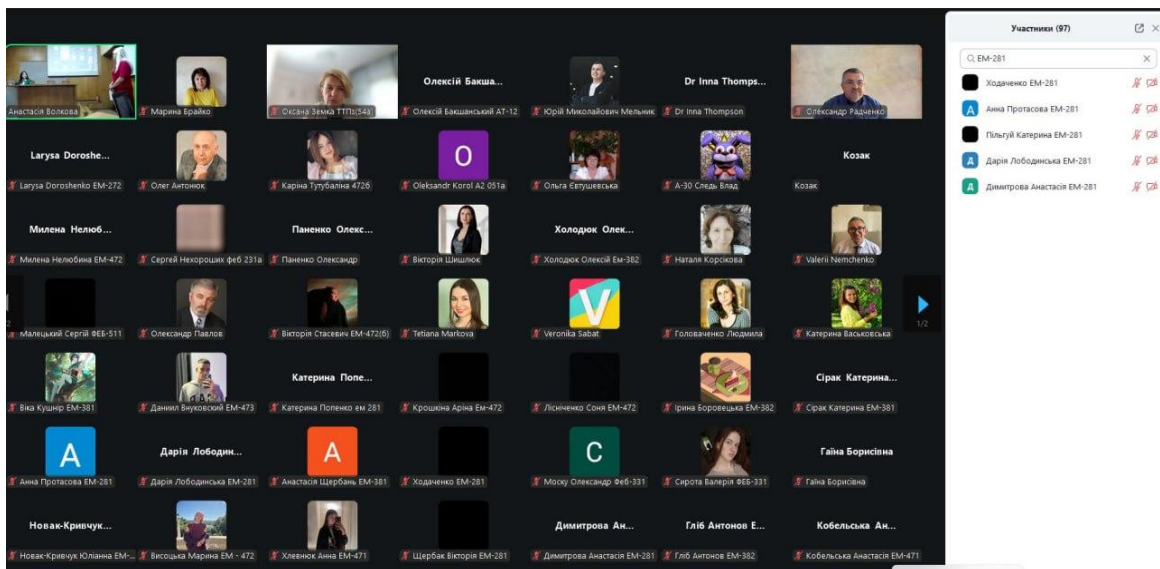 Участники (97)
EM-281
Ходаченко ЕМ-281
А
Анна Протасова ЕМ-281
Пільгуй Катерина ЕМ-281
Д
Дарія Лободинська ЕМ-281
Д
Димитрова Анастасія ЕМ-281
Анастасія Волкова
Марина Брайко
Оксана Земка ТТПз(54а)
Олексій Бакша...
Олексій Бакшанський АТ-12
Юрій Миколайович Мельник
Dr Inna Thomps...
Dr Inna Thompson
Олександр Радченко
Larysa Doroshe...
Larysa Doroshenko EM-272
Олег Антонюк
Каріна Тутубаліна 472б
O
Oleksandr Korol A2 051a
Ольга Євтушевська
А-30 Следь Влад
Козак
Козак
Милена Нелюб...
Милена Нелюбина ЕМ-472
Сергей Нехороших феб 231а
Паненко Олекс...
Паненко Олександр
Вікторія Шишлюк
Холодюк Олек...
Холодюк Олексій Ем-382
Наталя Корсікова
Valerii Nemchenko
Малецький Сергій ФЕБ-511
Олександр Павлов
Вікторія Стасевич ЕМ-472(б)
Tetiana Markova
V
Veronika Sabat
Головаченко Людмила
Катерина Васьковська
1/2
Віка Кушнір ЕМ-381
Даниил Внуковский ЕМ-473
Катерина Попе...
Катерина Попенко ем 281
Крошкіна Аріна Ем-472
Лісніченко Соня ЕМ-472
Ірина Боровецька ЕМ-382
Сірак Катерина...
Сірак Катерина ЕМ-381
А
Анна Протасова ЕМ-281
Дарія Лободин...
Дарія Лободинська ЕМ-281
А
Анастасія Щербань ЕМ-381
Ходаченко ЕМ-281
С
Моску Олександр Феб-331
Сирота Валерія ФЕБ-331
Гаїна Борисівна
Гаїна Борисівна
Новак-Кривчук...
Новак-Кривчук Юліанна ЕМ-...
Висоцька Марина ЕМ - 472
Хлевнюк Анна ЕМ-471
Щербак Вікторія ЕМ-281
Димитрова Ан...
Димитрова Анастасія ЕМ-281
Гліб Антонов Е...
Гліб Антонов ЕМ-382
Кобельська Ан...
Кобельська Анастасія ЕМ-471